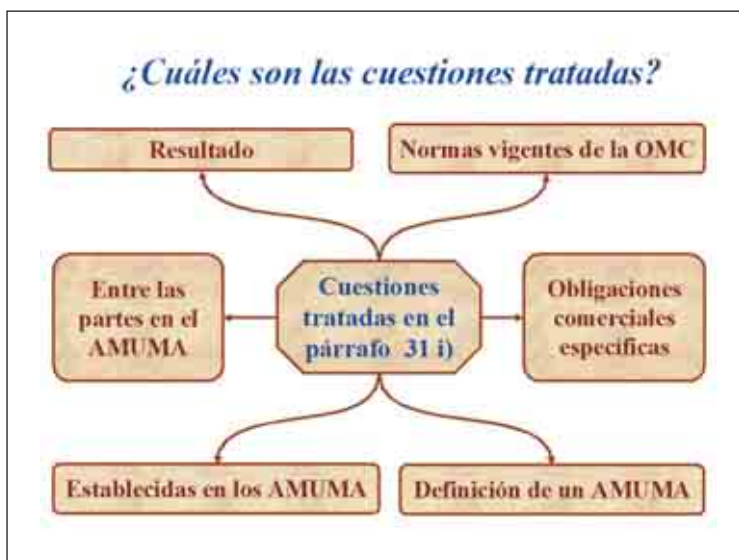 ¿Cuáles son las cuestiones tratadas?
Resultado
Normas vigentes de la OMC
Entre las
partes en el
AMUMA
Cuestiones
tratadas en el
párrafo 31 i)
Obligaciones
comerciales
específicas
Establecidas en los AMUMA
Definición de un AMUMA